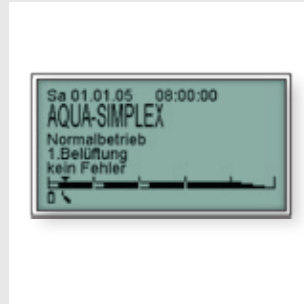 Sa 01.01.05 08:00:00
AQUA-SIMPLEX
Normalbetrieb
1.Belüftung
kein Fehler